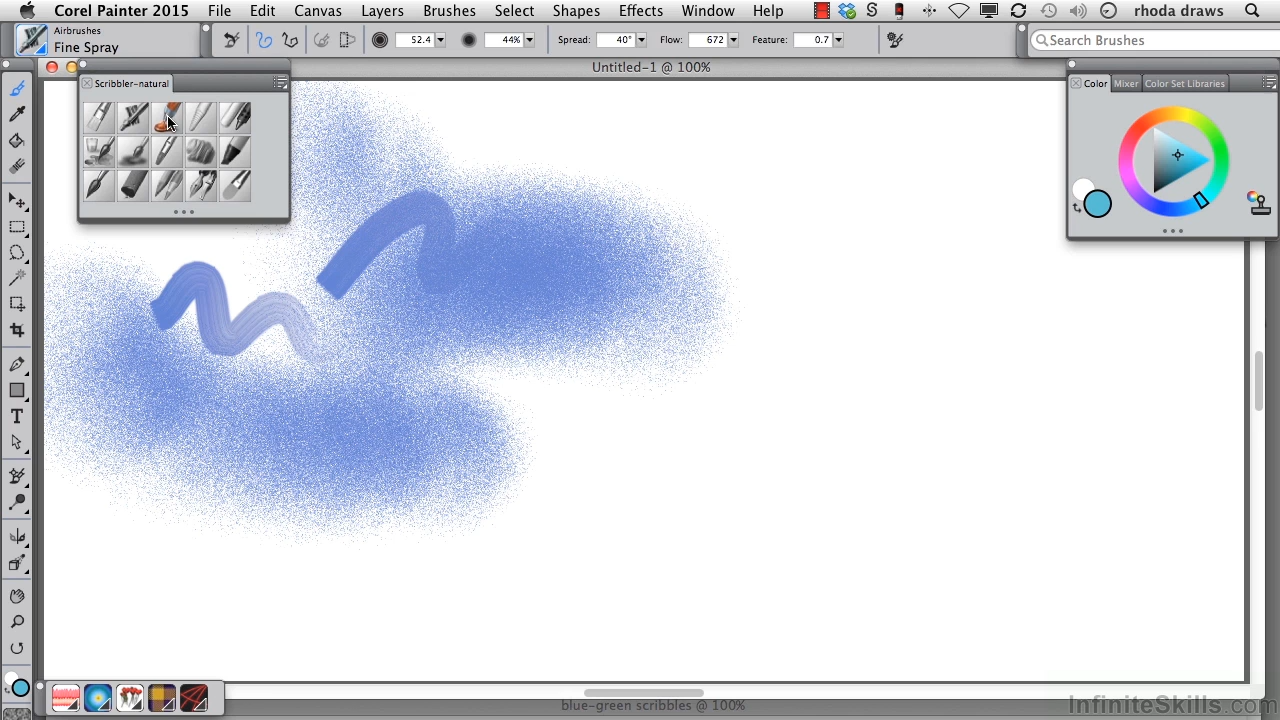 Corel Painter 2015 File Edit Canvas Layers Brushes Select Shapes Effects Window Help rhoda draws
Airbrushes
Fine Spray
52.4 44% Spread: 40° Flow: 672 Feature: 0.7 Search Brushes
Untitled-1 @ 100%
Scribbler-natural
Color Mixer Color Set Libraries
blue-green scribbles @ 100%
InfiniteSkills.com